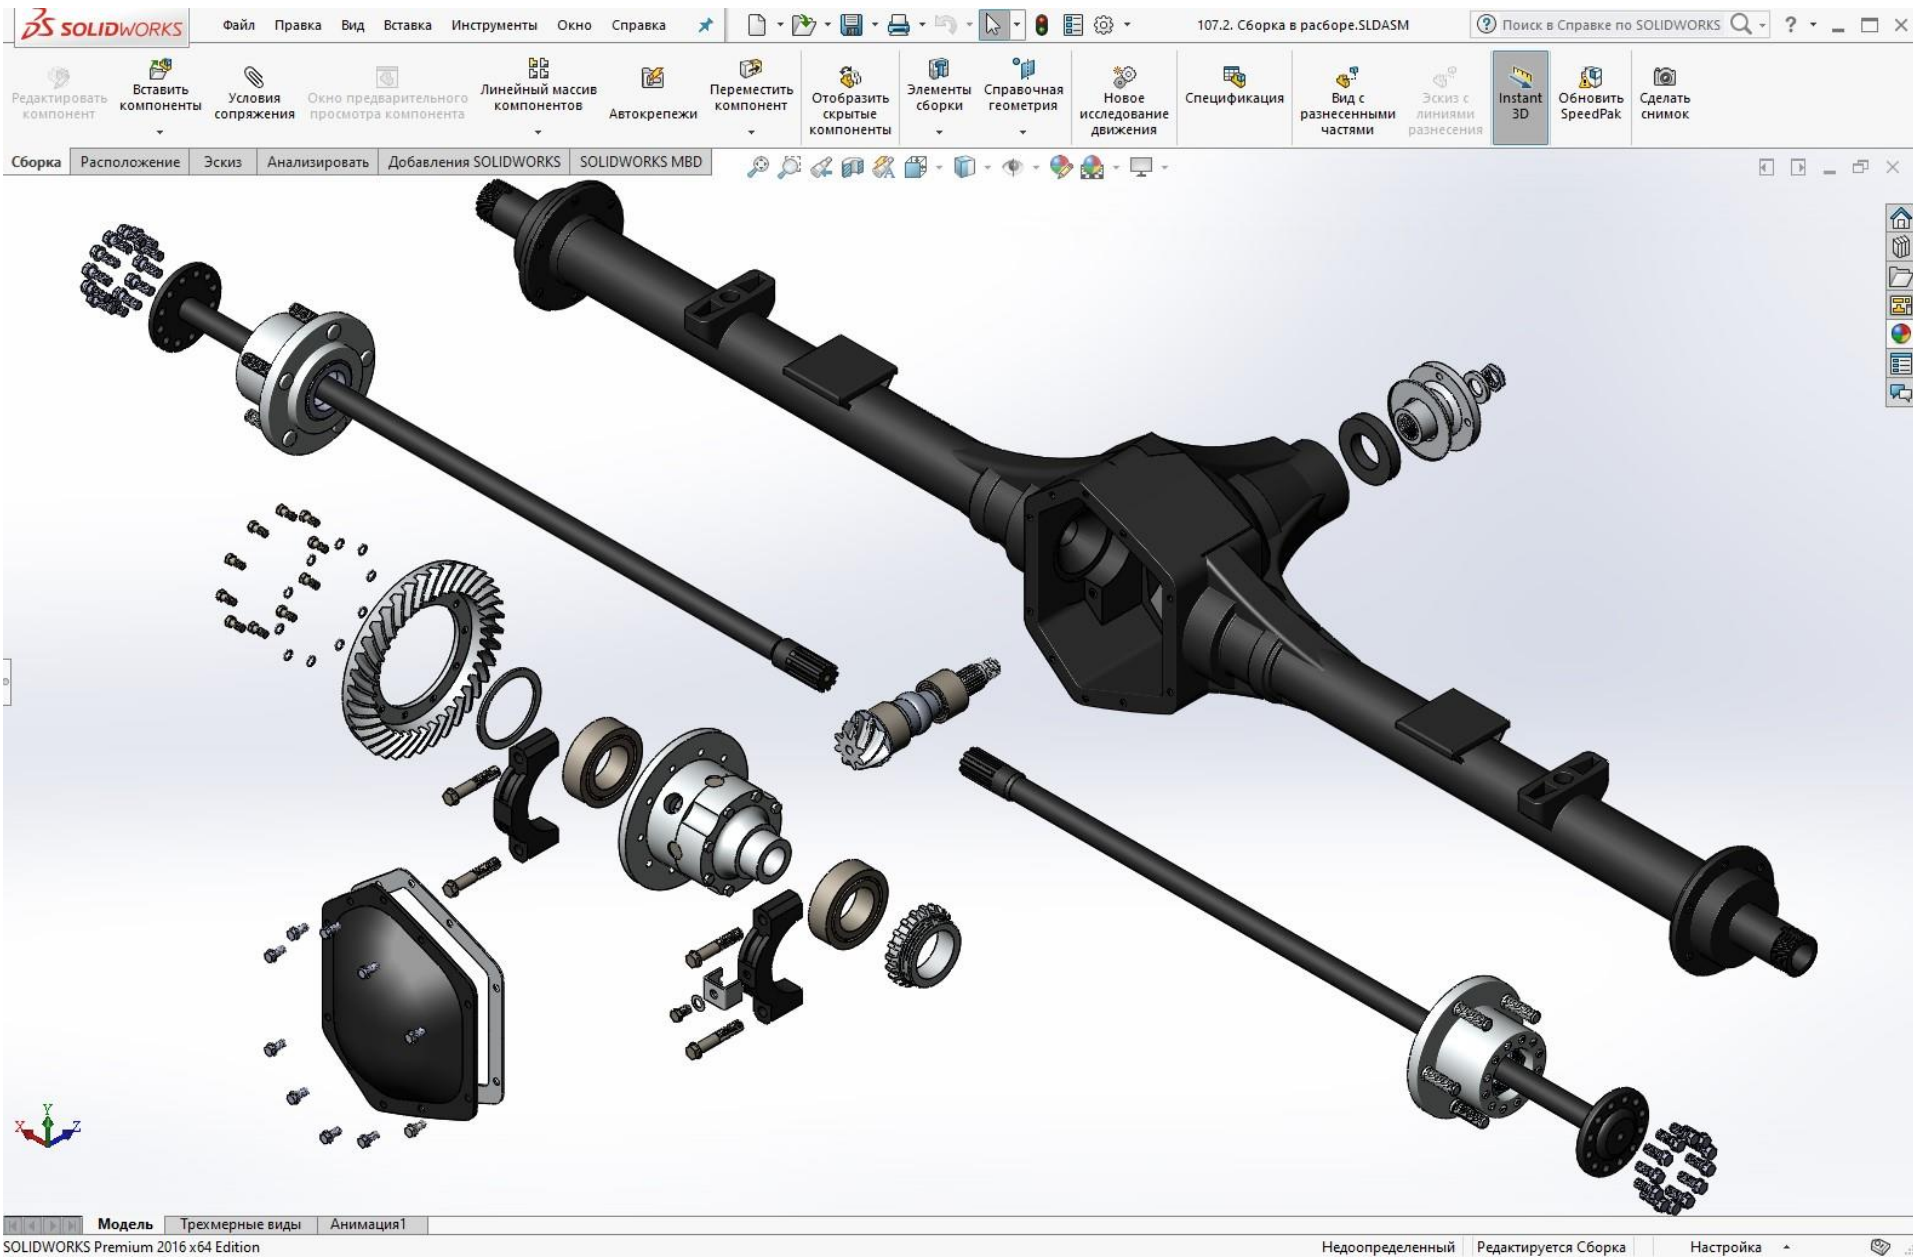 SOLIDWORKS
Файл Правка Вид Вставка Инструменты Окно Справка
107.2. Сборка в расборе.SLDASM
Поиск в Справке по SOLIDWORKS
Редактировать
компонент
Вставить
компоненты
Условия
сопряжения
Окно предварительного
просмотра компонента
Линейный массив
компонентов
Автокрепежи
Переместить
компонент
Отобразить
скрытые
компоненты
Элементы
сборки
Справочная
геометрия
Новое
исследование
движения
Спецификация
Вид с
разнесенными
частями
Эскиз с
линиями
разнесения
Instant
3D
Обновить
SpeedPak
Сделать
снимок
Сборка Расположение Эскиз Анализировать Добавления SOLIDWORKS SOLIDWORKS MBD
Y
X Z
Модель Трехмерные виды Анимация1
SOLIDWORKS Premium 2016 x64 Edition
Недоопределенный Редактируется Сборка Настройка